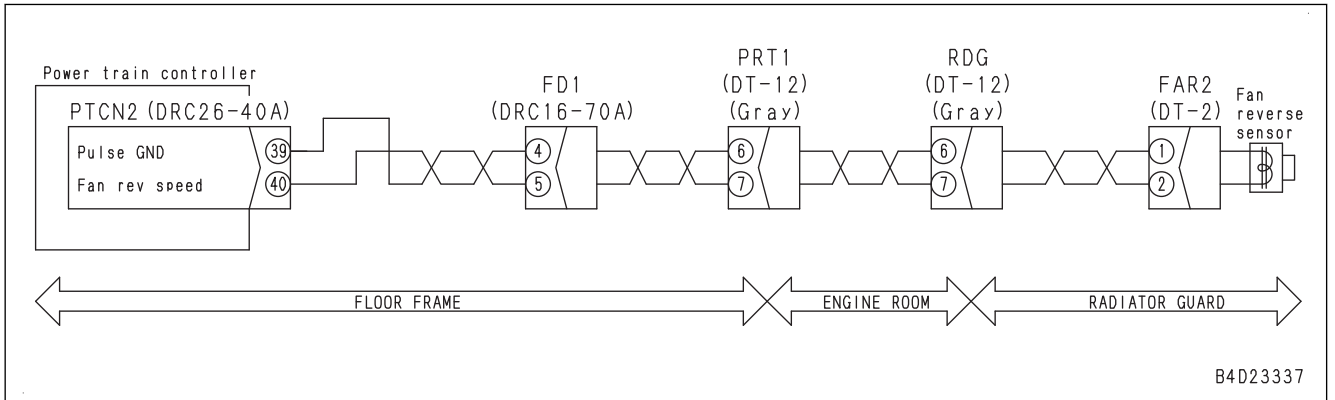 Power train controller
PTCN2 (DRC26-40A)
Pulse GND
39
Fan rev speed
40
FD1
(DRC16-70A)
4
5
PRT1
(DT-12)
(Gray)
6
7
RDG
(DT-12)
(Gray)
6
7
FAR2
(DT-2)
1
2
Fan
reverse
sensor
FLOOR FRAME
ENGINE ROOM
RADIATOR GUARD
B4D23337